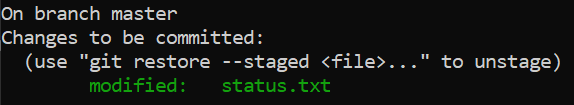 On branch master
Changes to be committed:
  (use "git restore --staged <file>..." to unstage)
        modified:   status.txt